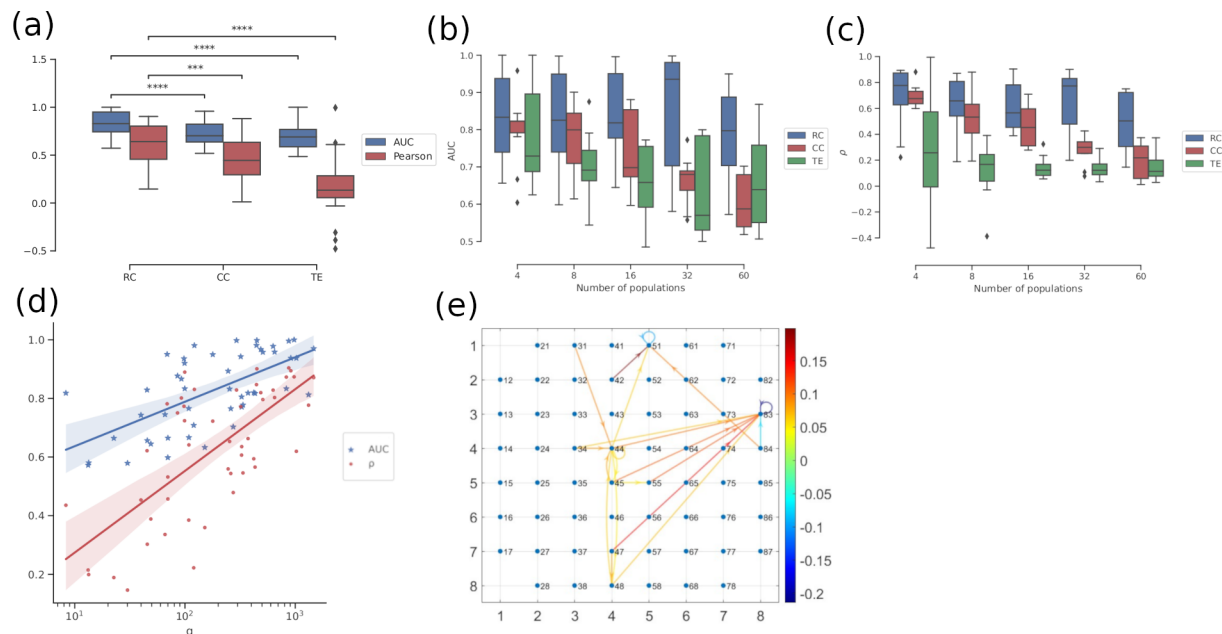 (a)
****
****
***
****
1.5
1.0
0.5
0.0
−0.5
AUC
Pearson
RC CC TE
(b)
1.0
0.9
0.8
0.7
0.6
0.5
AUC
RC
CC
TE
4 8 16 32 60
Number of populations
(c)
1.0
0.8
0.6
0.4
0.2
0.0
−0.2
−0.4
ρ
RC
CC
TE
4 8 16 32 60
Number of populations
(d)
1.0
0.8
0.6
0.4
0.2
AUC
ρ
10¹ 10² 10³
(e)
1 21 31 41 51 61 71
2 12 22 32 42 52 62 72 82
3 13 23 33 43 53 63 73 83
4 14 24 34 44 54 64 74 84
5 15 25 35 45 55 65 75 85
6 16 26 36 46 56 66 76 86
7 17 27 37 47 57 67 77 87
8 28 38 48 58 68 78
1 2 3 4 5 6 7 8
0.15
0.1
0.05
0
-0.05
-0.1
-0.15
-0.2